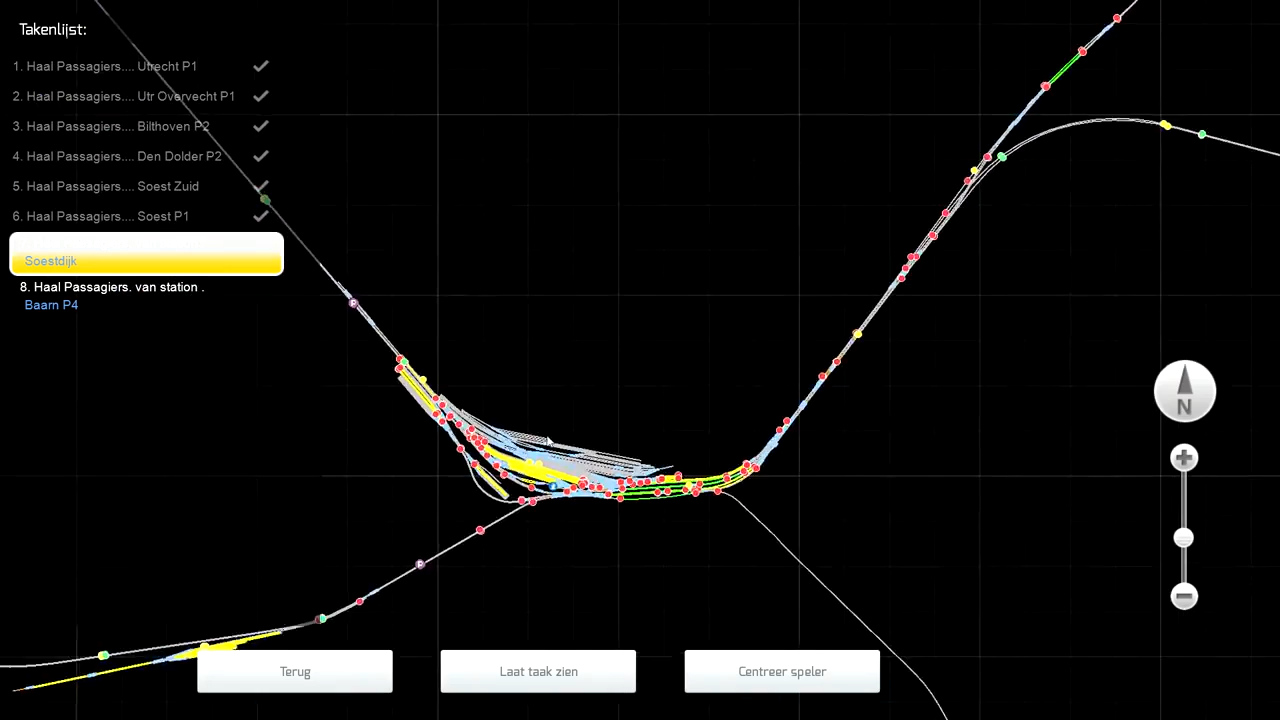 Takenlijst:
1. Haal Passagiers.... Utrecht P1
2. Haal Passagiers.... Utr Overvecht P1
3. Haal Passagiers.... Bilthoven P2
4. Haal Passagiers.... Den Dolder P2
5. Haal Passagiers.... Soest Zuid
6. Haal Passagiers.... Soest P1
Soestdijk
8. Haal Passagiers. van station .
Baarn P4
N
P
P
Terug
Laat taak zien
Centreer speler